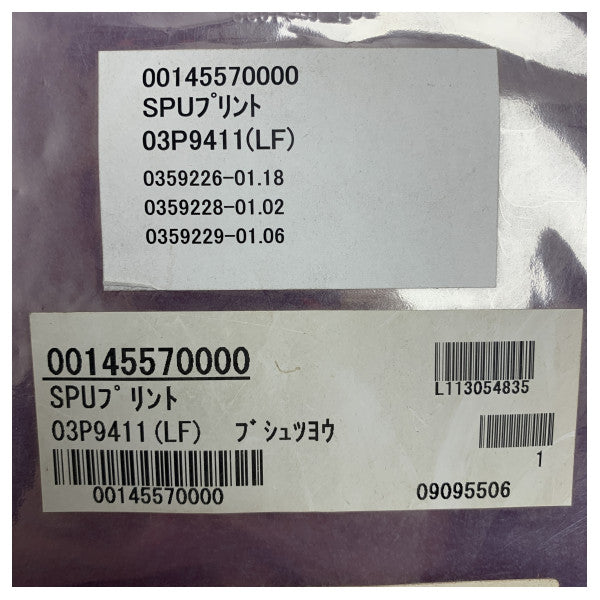 00145570000
SPUﾌﾟﾘﾝﾄ
03P9411(LF)
0359226-01.18
0359228-01.02
0359229-01.06
00145570000
SPUﾌﾟﾘﾝﾄ
03P9411(LF) ﾌﾞｼｭﾂﾖｳ
00145570000
L113054835
1
09095506